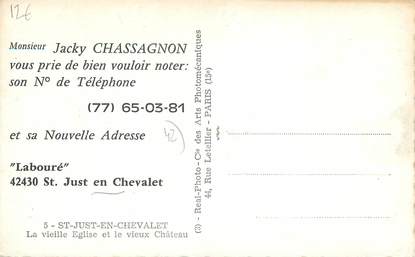 12€
Monsieur Jacky CHASSAGNON
vous prie de bien vouloir noter:
son N° de Téléphone
(77) 65-03-81
et sa Nouvelle Adresse
42
"Labouré"
42430 St. Just en Chevalet
5 - ST-JUST-EN-CHEVALET
La vieille Eglise et le vieux Château
(3) - Real-Photo-Cie des Arts Photomécaniques
44, Rue Letellier - PARIS (15e)